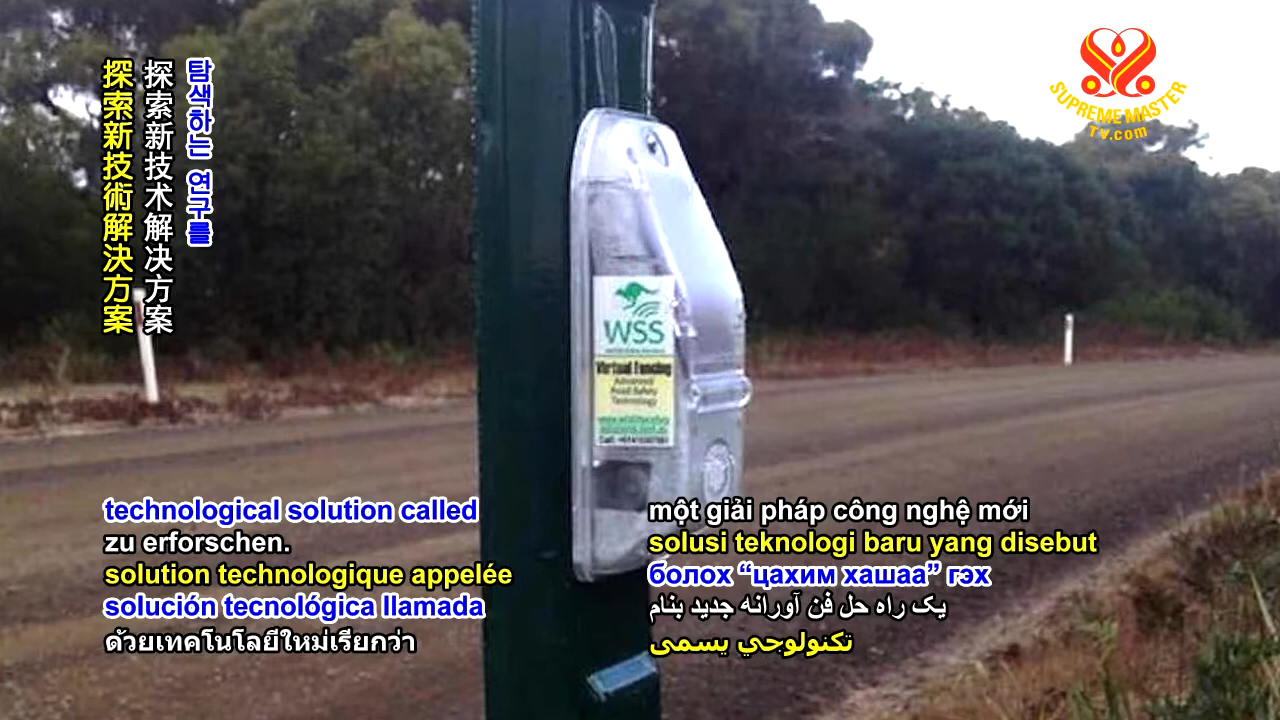 探索新技術解決方案
探索新技术解决方案
탐색하는 연구를
SUPREME MASTER
TV.com
WSS
Virtual Fencing
Advanced
Road Safety
Technology
technological solution called
zu erforschen.
solution technologique appelée
solución tecnológica llamada
ด้วยเทคโนโลยีใหม่เรียกว่า
một giải pháp công nghệ mới
solusi teknologi baru yang disebut
болох “цахим хашаа” гэх
یک راه حل فن آورانه جدید بنام
تكنولوجي يسمى